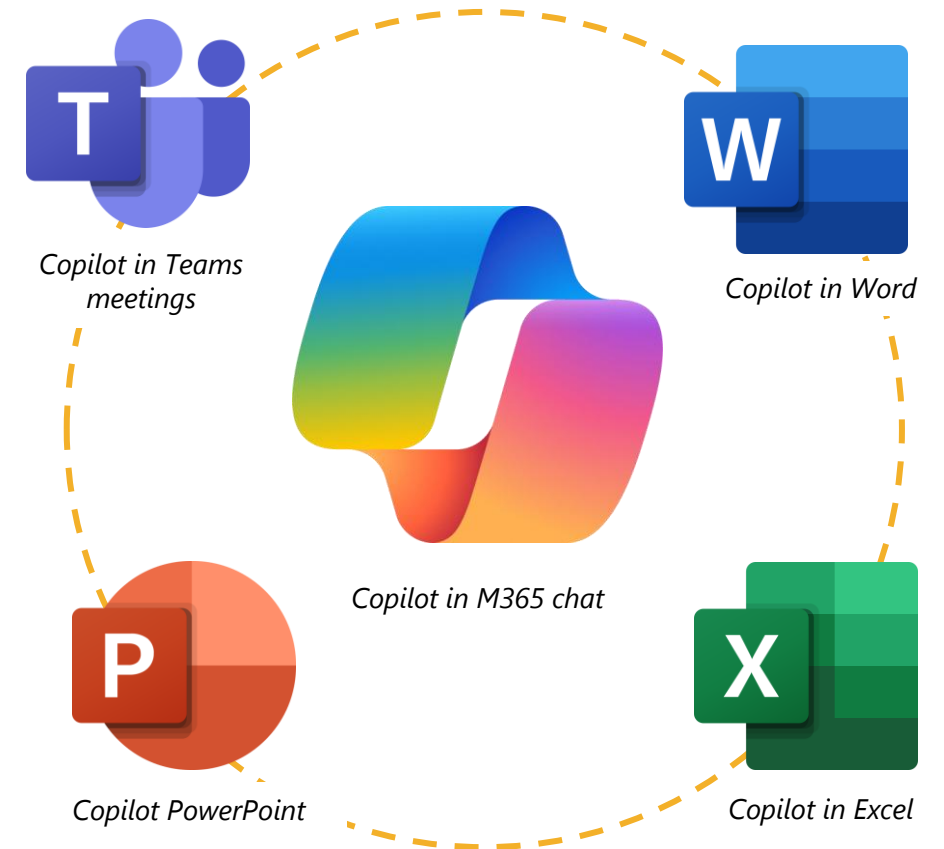 T
W
Copilot in Teams
meetings
Copilot in Word
Copilot in M365 chat
P
X
Copilot PowerPoint
Copilot in Excel